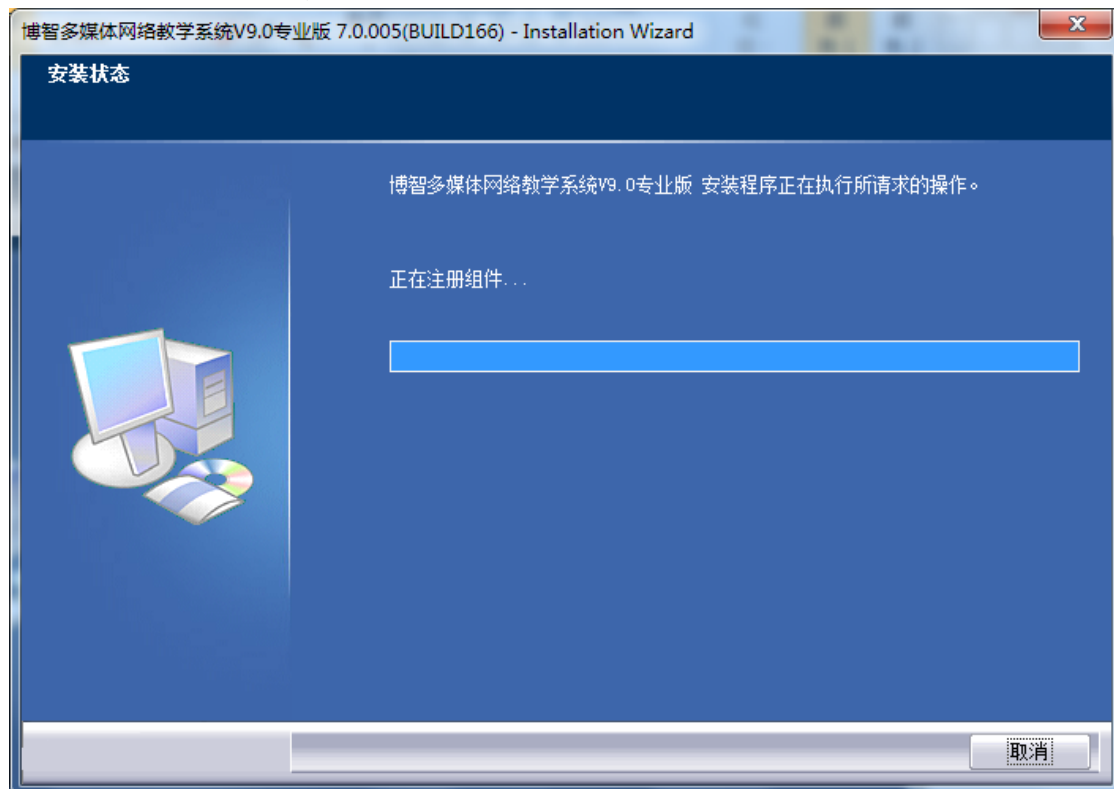 博智多媒体网络教学系统V9.0专业版 7.0.005(BUILD166) - Installation Wizard
安装状态
博智多媒体网络教学系统V9.0专业版 安装程序正在执行所请求的操作。
正在注册组件...
取消